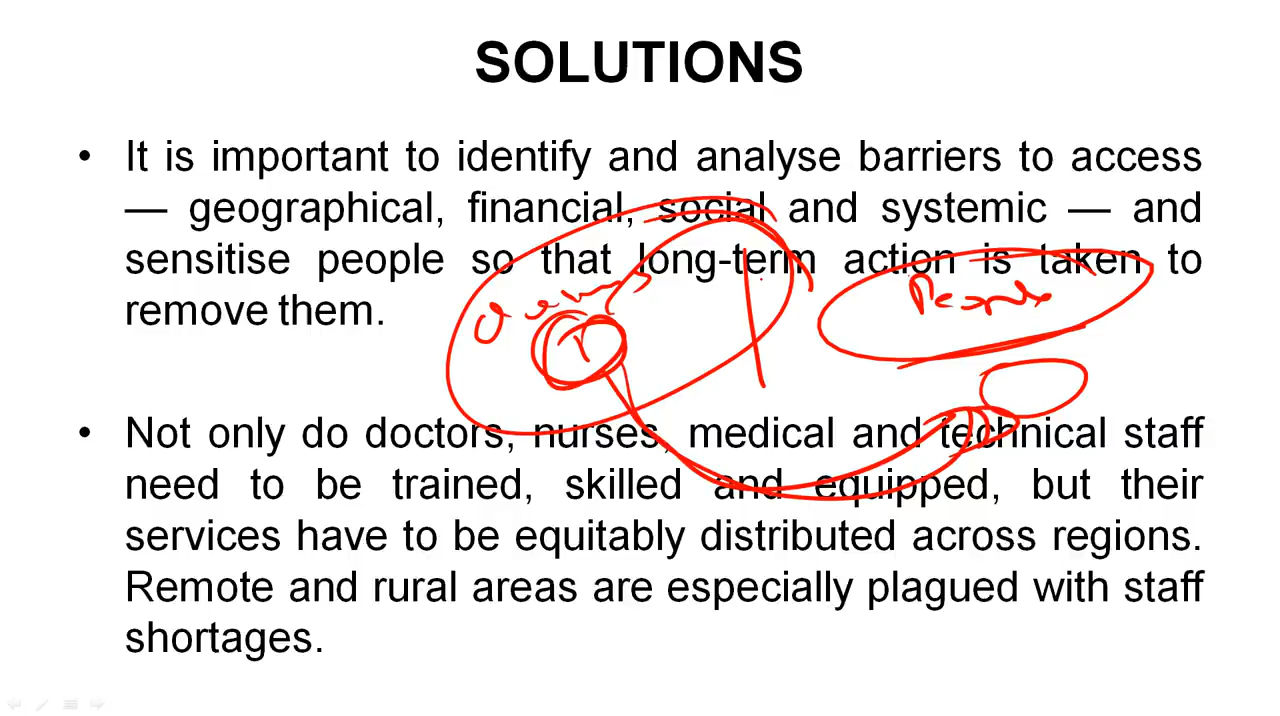 SOLUTIONS
• It is important to identify and analyse barriers to access
— geographical, financial, social and systemic — and
sensitise people so that long-term action is taken to
remove them.
People
• Not only do doctors, nurses, medical and technical staff
need to be trained, skilled and equipped, but their
services have to be equitably distributed across regions.
Remote and rural areas are especially plagued with staff
shortages.